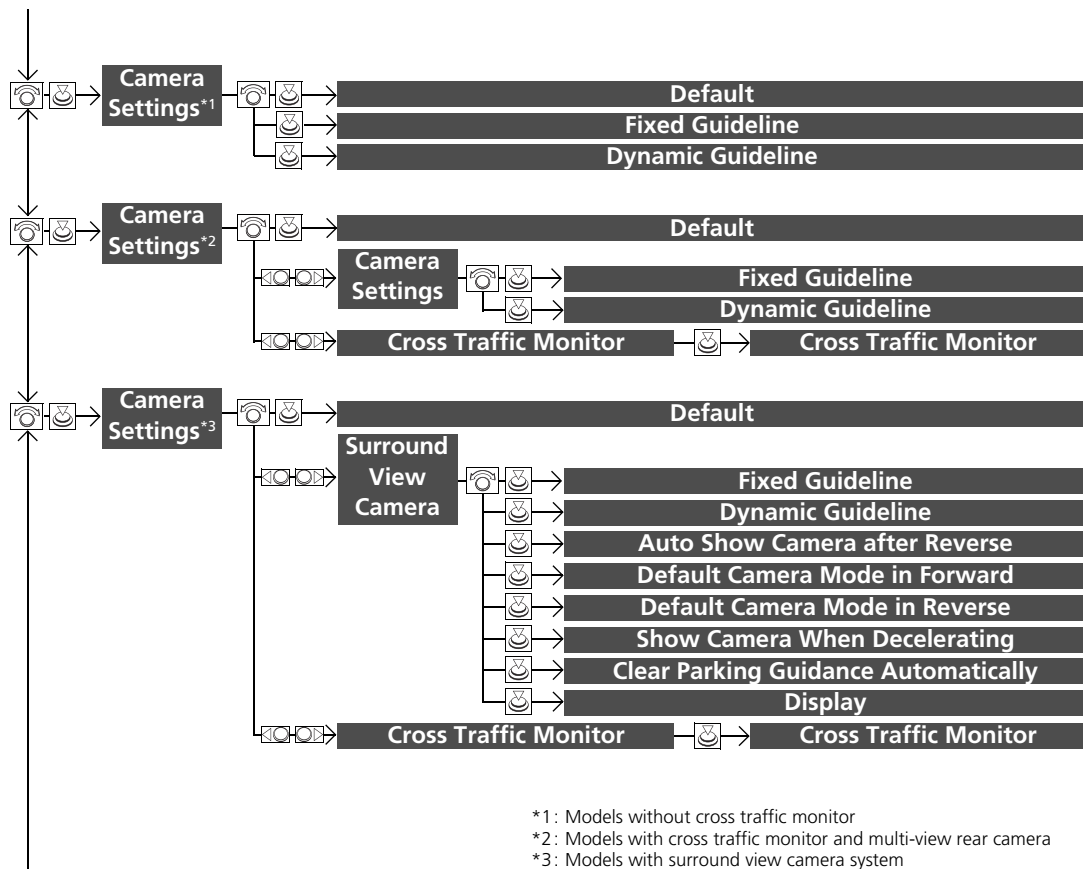 Camera
Settings*1
Default
Fixed Guideline
Dynamic Guideline
Camera
Settings*2
Default
Camera
Settings
Fixed Guideline
Dynamic Guideline
Cross Traffic Monitor
Cross Traffic Monitor
Camera
Settings*3
Default
Surround
View
Camera
Fixed Guideline
Dynamic Guideline
Auto Show Camera after Reverse
Default Camera Mode in Forward
Default Camera Mode in Reverse
Show Camera When Decelerating
Clear Parking Guidance Automatically
Display
Cross Traffic Monitor
Cross Traffic Monitor
*1: Models without cross traffic monitor
*2: Models with cross traffic monitor and multi-view rear camera
*3: Models with surround view camera system